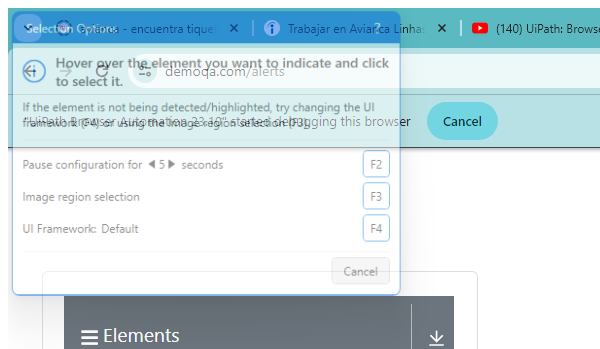 Selection Options
- encuentra tique
Trabajar en Avianca Linhas
(140) UiPath: Browse
Hover over the element you want to indicate and click
to select it.
demoqa.com/alerts
If the element is not being detected/highlighted, try changing the UI
framework (F4) or using the image region selection (F3).
"UiPath Browser Automation 23.10" started debugging this browser
Cancel
Pause configuration for 5 seconds
F2
Image region selection
F3
UI Framework: Default
F4
Cancel
Elements